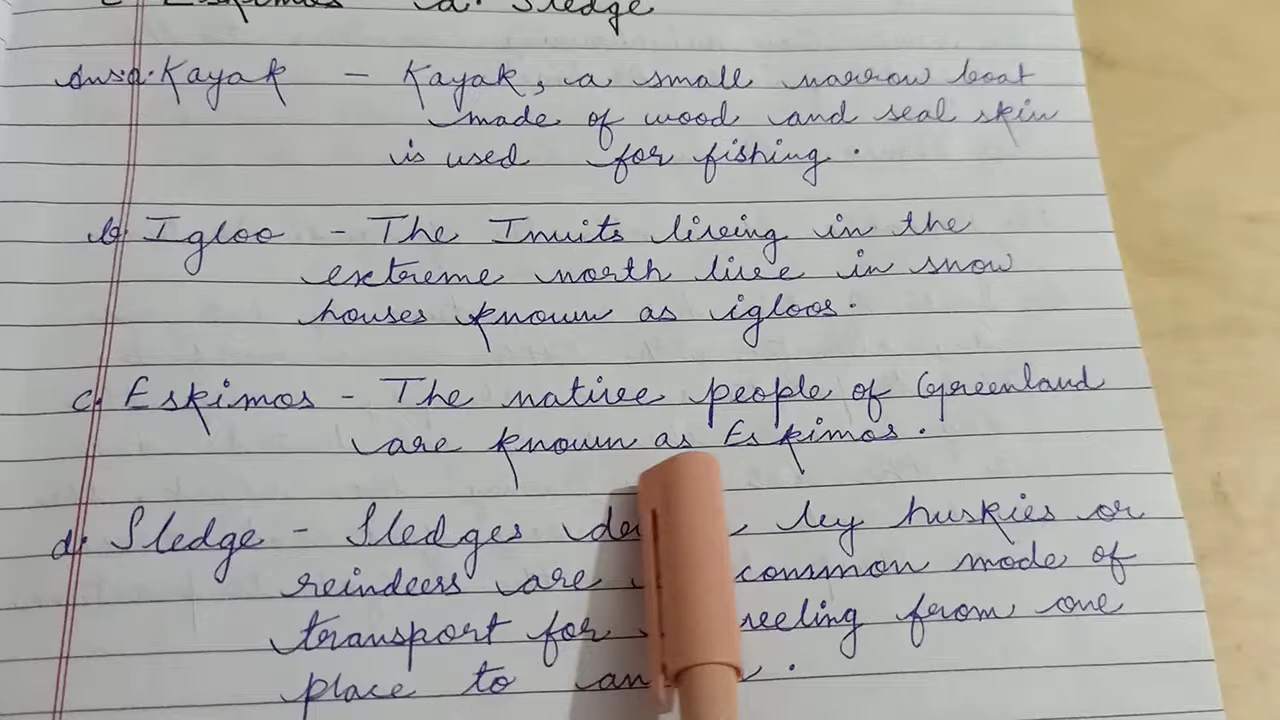 c. Eskimos d. Sledge
Ans a. Kayak – Kayak, a small narrow boat
made of wood and seal skin
is used for fishing.
b) Igloo – The Inuits living in the
extreme north live in snow
houses known as igloos.
c) Eskimos – The native people of Greenland
are known as Eskimos.
d) Sledge – Sledges by huskies or
reindeers are common mode of
transport for from one
place to